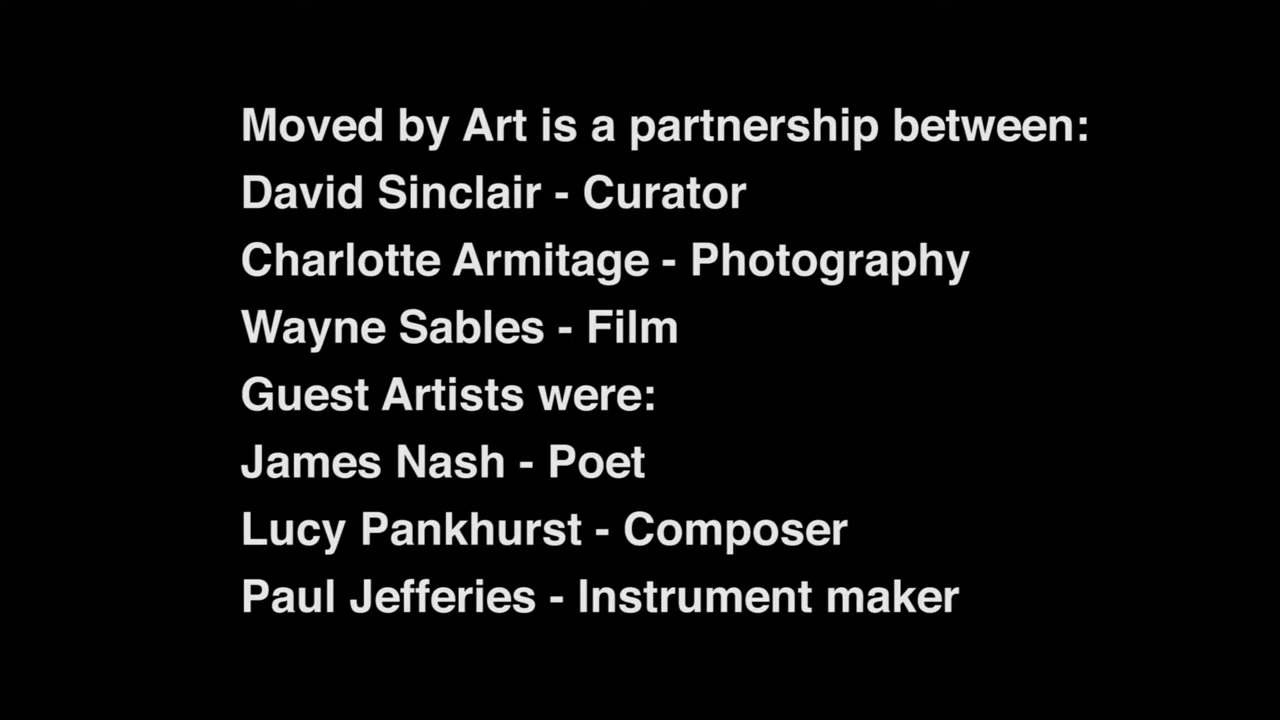 Moved by Art is a partnership between:
David Sinclair - Curator
Charlotte Armitage - Photography
Wayne Sables - Film
Guest Artists were:
James Nash - Poet
Lucy Pankhurst - Composer
Paul Jefferies - Instrument maker